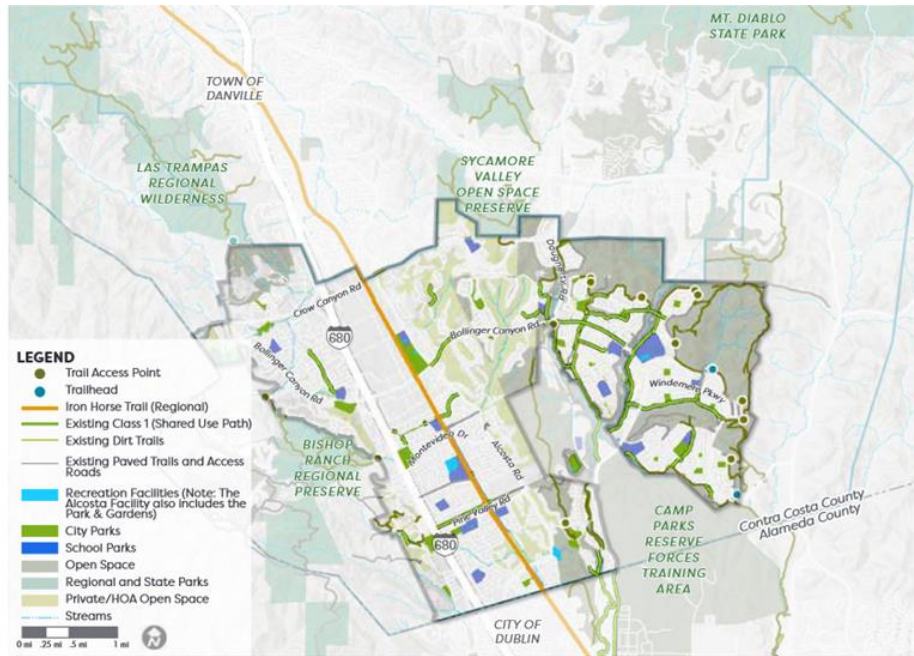 MT. DIABLO
STATE PARK
TOWN OF
DANVILLE
LAS TRAMPAS
REGIONAL
WILDERNESS
SYCAMORE
VALLEY
OPEN SPACE
PRESERVE
Dougherty Rd
Crow Canyon Rd
680
Bollinger Canyon Rd
Bollinger Canyon Rd
Windemere Pkwy
Montevideo Dr
Alcosta Rd
BISHOP
RANCH
REGIONAL
PRESERVE
Pine Valley Rd
680
CAMP
PARKS
RESERVE
FORCES
TRAINING
AREA
Contra Costa County
Alameda County
CITY OF
DUBLIN
LEGEND
Trail Access Point
Trailhead
Iron Horse Trail (Regional)
Existing Class 1 (Shared Use Path)
Existing Dirt Trails
Existing Paved Trails and Access
Roads
Recreation Facilities (Note: The
Alcosta Facility also includes the
Park & Gardens)
City Parks
School Parks
Open Space
Regional and State Parks
Private/HOA Open Space
Streams
0 mi .25 mi .5 mi 1 mi
N